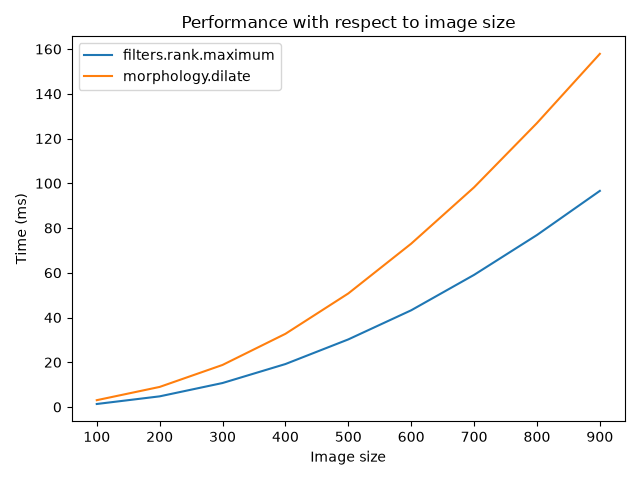 Performance with respect to image size
filters.rank.maximum
morphology.dilate
Time (ms)
160
140
120
100
80
60
40
20
0
100 200 300 400 500 600 700 800 900
Image size